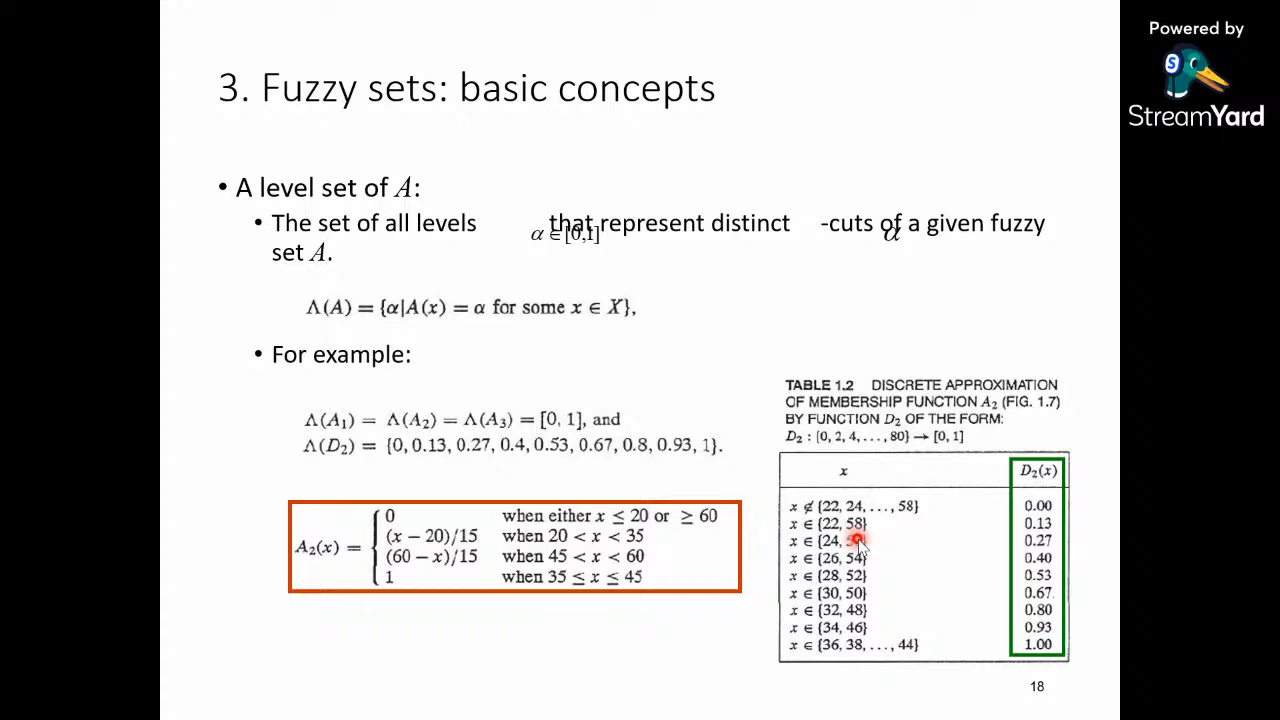 Powered by
StreamYard
3. Fuzzy sets: basic concepts
• A level set of A:
• The set of all levels α ∈ [0,1] that represent distinct α -cuts of a given fuzzy
set A.
Λ(A) = {α|A(x) = α for some x ∈ X},
• For example:
Λ(A₁) = Λ(A₂) = Λ(A₃) = [0, 1], and
Λ(D₂) = {0, 0.13, 0.27, 0.4, 0.53, 0.67, 0.8, 0.93, 1}.
A₂(x) =
0 when either x ≤ 20 or ≥ 60
(x − 20)/15 when 20 < x < 35
(60 − x)/15 when 45 < x < 60
1 when 35 ≤ x ≤ 45
TABLE 1.2 DISCRETE APPROXIMATION
OF MEMBERSHIP FUNCTION A₂ (FIG. 1.7)
BY FUNCTION D₂ OF THE FORM:
D₂ : {0, 2, 4, . . . , 80} → [0, 1]
x D₂(x)
x ∉ {22, 24, . . . , 58} 0.00
x ∈ {22, 58} 0.13
x ∈ {24, 0.27
x ∈ {26, 54} 0.40
x ∈ {28, 52} 0.53
x ∈ {30, 50} 0.67
x ∈ {32, 48} 0.80
x ∈ {34, 46} 0.93
x ∈ {36, 38, . . . , 44} 1.00
18